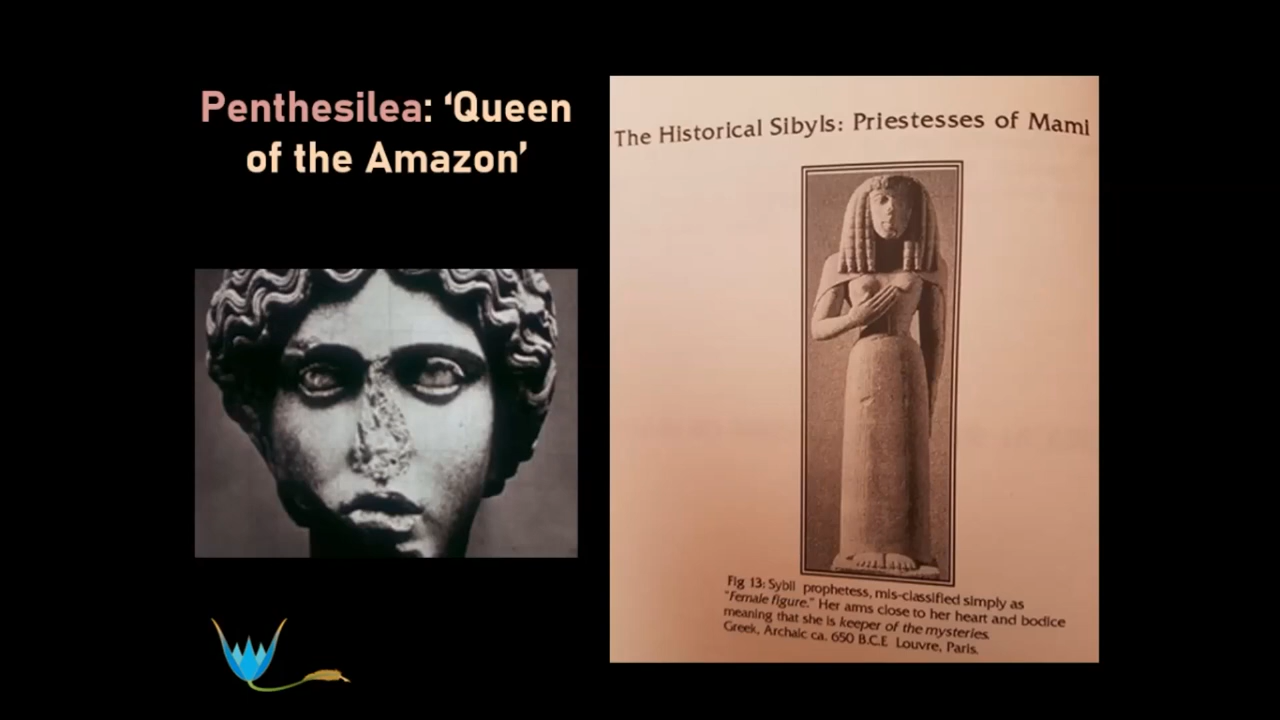 Penthesilea: ‘Queen
of the Amazon’
The Historical Sibyls: Priestesses of Mami
Fig 13: Sybil prophetess, mis-classified simply as
"Female figure." Her arms close to her heart and bodice
meaning that she is keeper of the mysteries.
Greek, Archaic ca. 650 B.C.E Louvre, Paris.